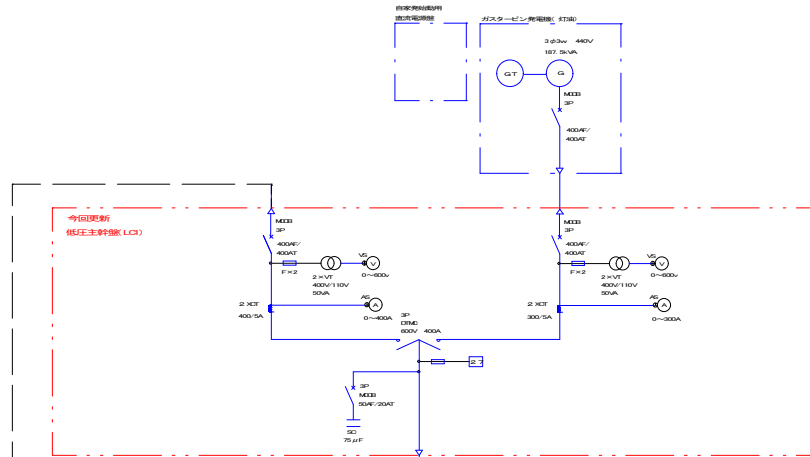 自家発始動用
直流電源盤
ガスタービン発電機( 灯油)
3φ3w 440V
187. 5kVA
GT
G
MCCB
3P
400AF/
400AT
今回更新
低圧主幹盤( LCI)
MCCB
3P
400AF/
400AT
F×2
2×VT
400V/110V
50VA
VS
V
0~600v
2 ×CT
400/5A
AS
A
0~400A
3P
DTMC
600V 400A
MCCB
3P
400AF/
400AT
F×2
2×VT
400V/110V
50VA
VS
V
0~600v
2 ×CT
300/5A
AS
A
0~300A
27
3P
MCCB
50AF/20AT
SC
75μF